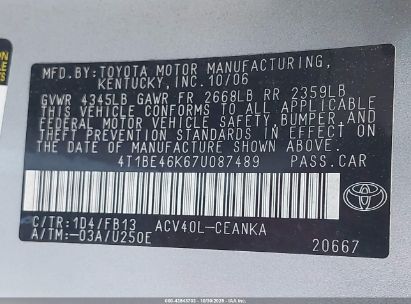 MFD.BY: TOYOTA MOTOR MANUFACTURING,
KENTUCKY, INC. 10/06
GVWR 4345LB GAWR FR 2668LB RR 2359LB
THIS VEHICLE CONFORMS TO ALL APPLICABLE
FEDERAL MOTOR VEHICLE SAFETY, BUMPER, AND
THEFT PREVENTION STANDARDS IN EFFECT ON
THE DATE OF MANUFACTURE SHOWN ABOVE.
4T1BE46K67U087489 PASS.CAR
C/TR:1D4/FB13 ACV40L-CEANKA
A/TM:-03A/U250E
TOYOTA
20667